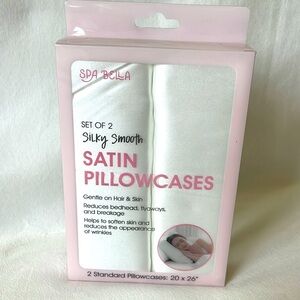 SPA BELLA
SET OF 2
Silky Smooth
SATIN
PILLOWCASES
Gentle on Hair & Skin
Reduces bedhead, flyaways,
and breakage
Helps to soften skin and
reduces the appearance
of wrinkles
2 Standard Pillowcases: 20 x 26"